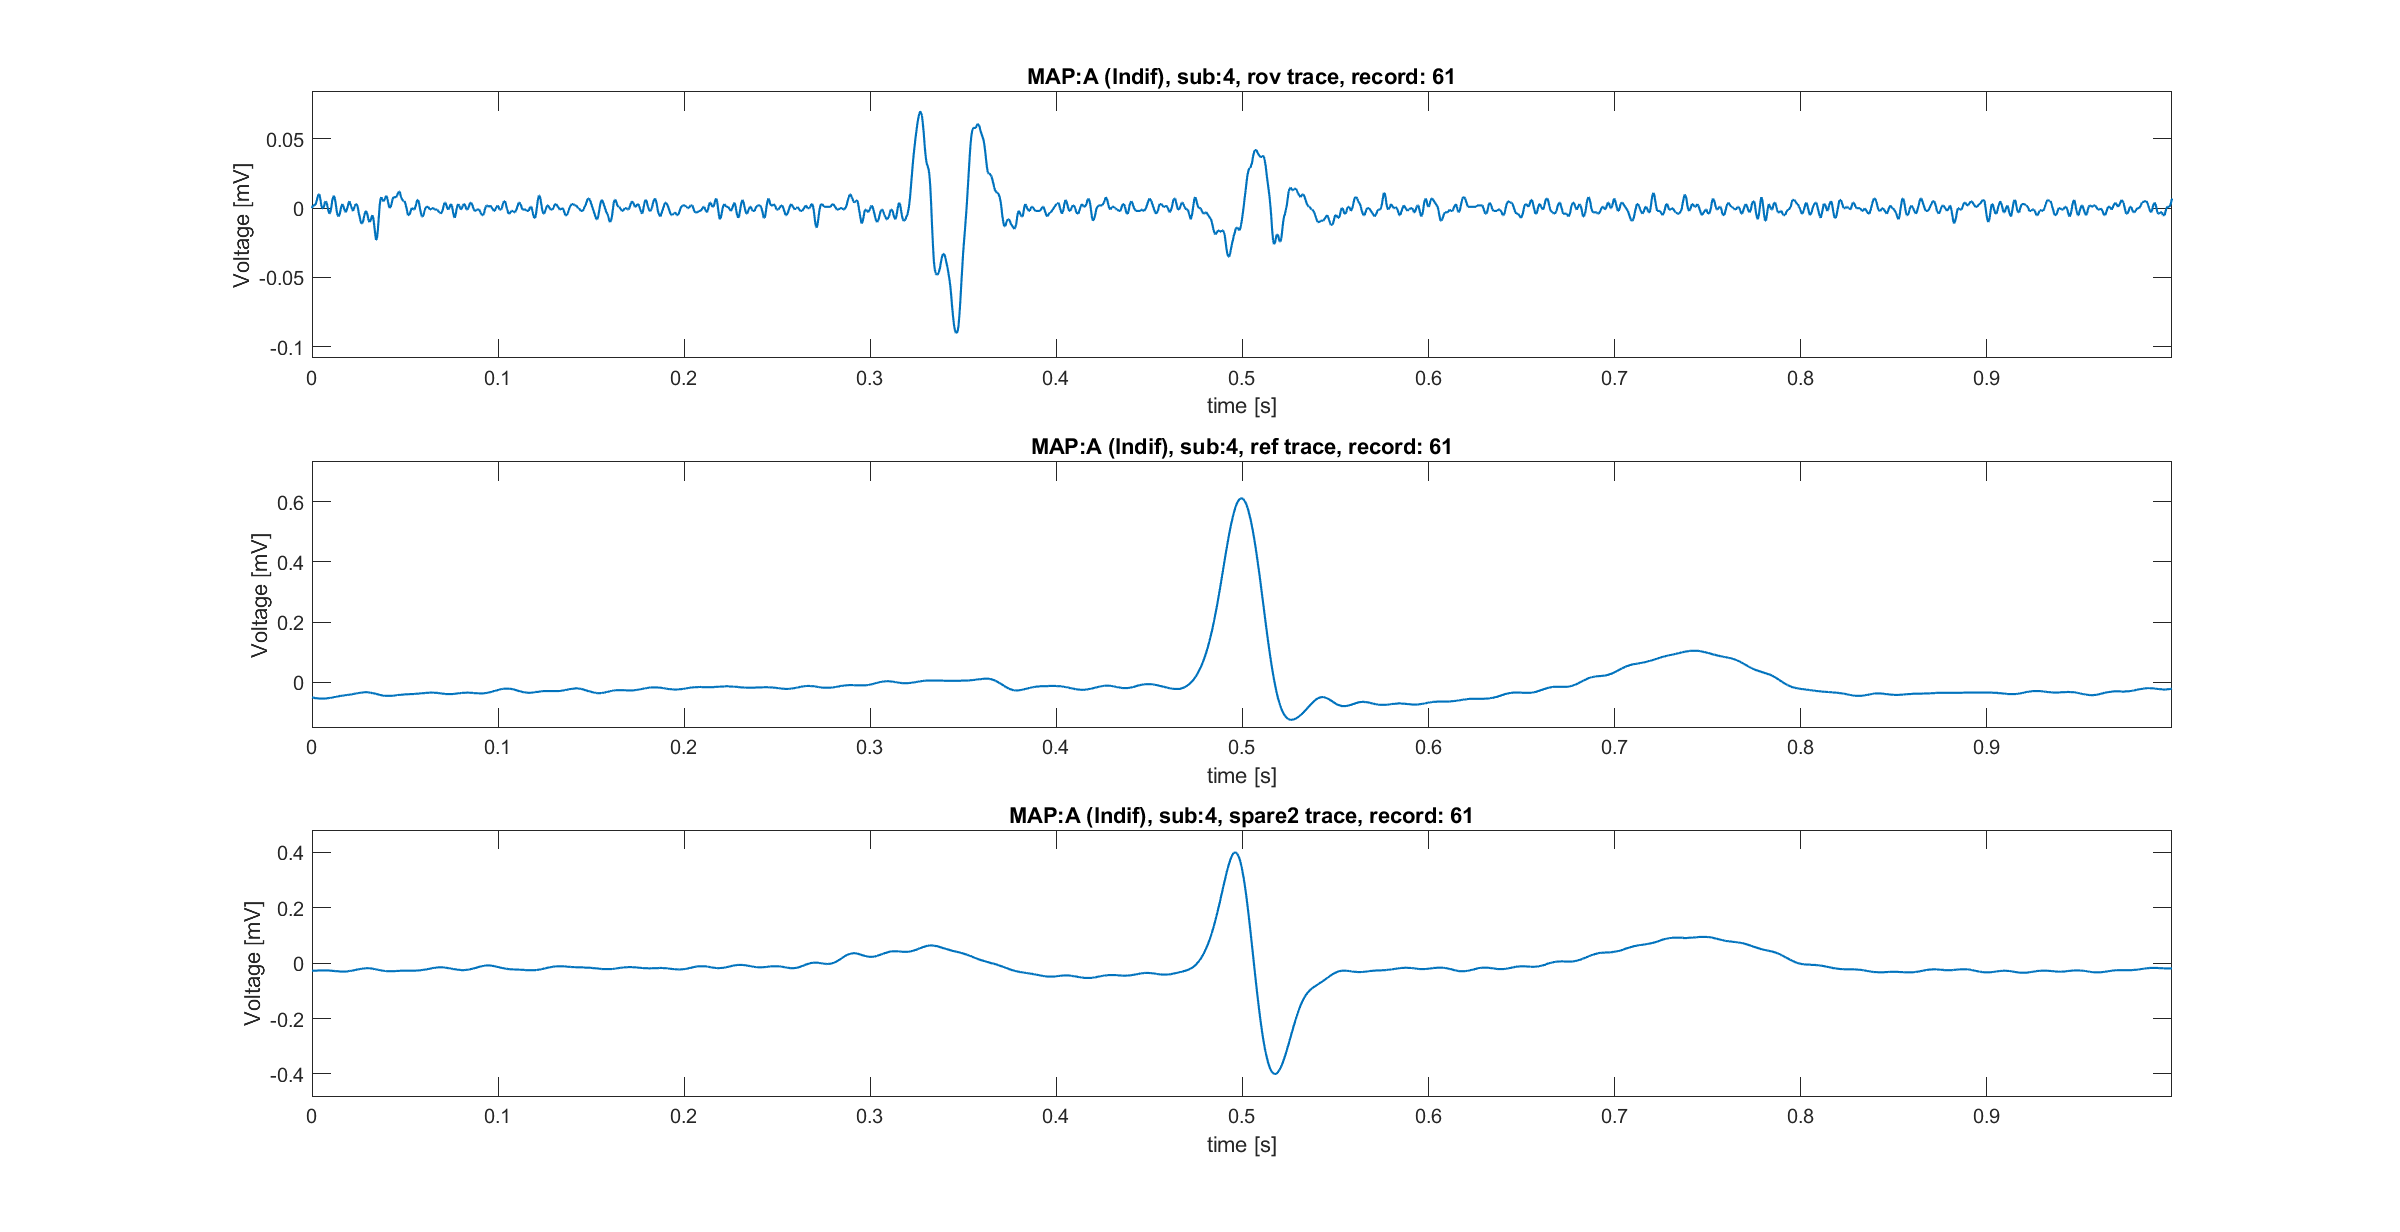 MAP:A (Indif), sub:4, rov trace, record: 61
0.05
0
-0.05
-0.1
Voltage [mV]
0 0.1 0.2 0.3 0.4 0.5 0.6 0.7 0.8 0.9
time [s]
MAP:A (Indif), sub:4, ref trace, record: 61
0.6
0.4
0.2
0
Voltage [mV]
0 0.1 0.2 0.3 0.4 0.5 0.6 0.7 0.8 0.9
time [s]
MAP:A (Indif), sub:4, spare2 trace, record: 61
0.4
0.2
0
-0.2
-0.4
Voltage [mV]
0 0.1 0.2 0.3 0.4 0.5 0.6 0.7 0.8 0.9
time [s]